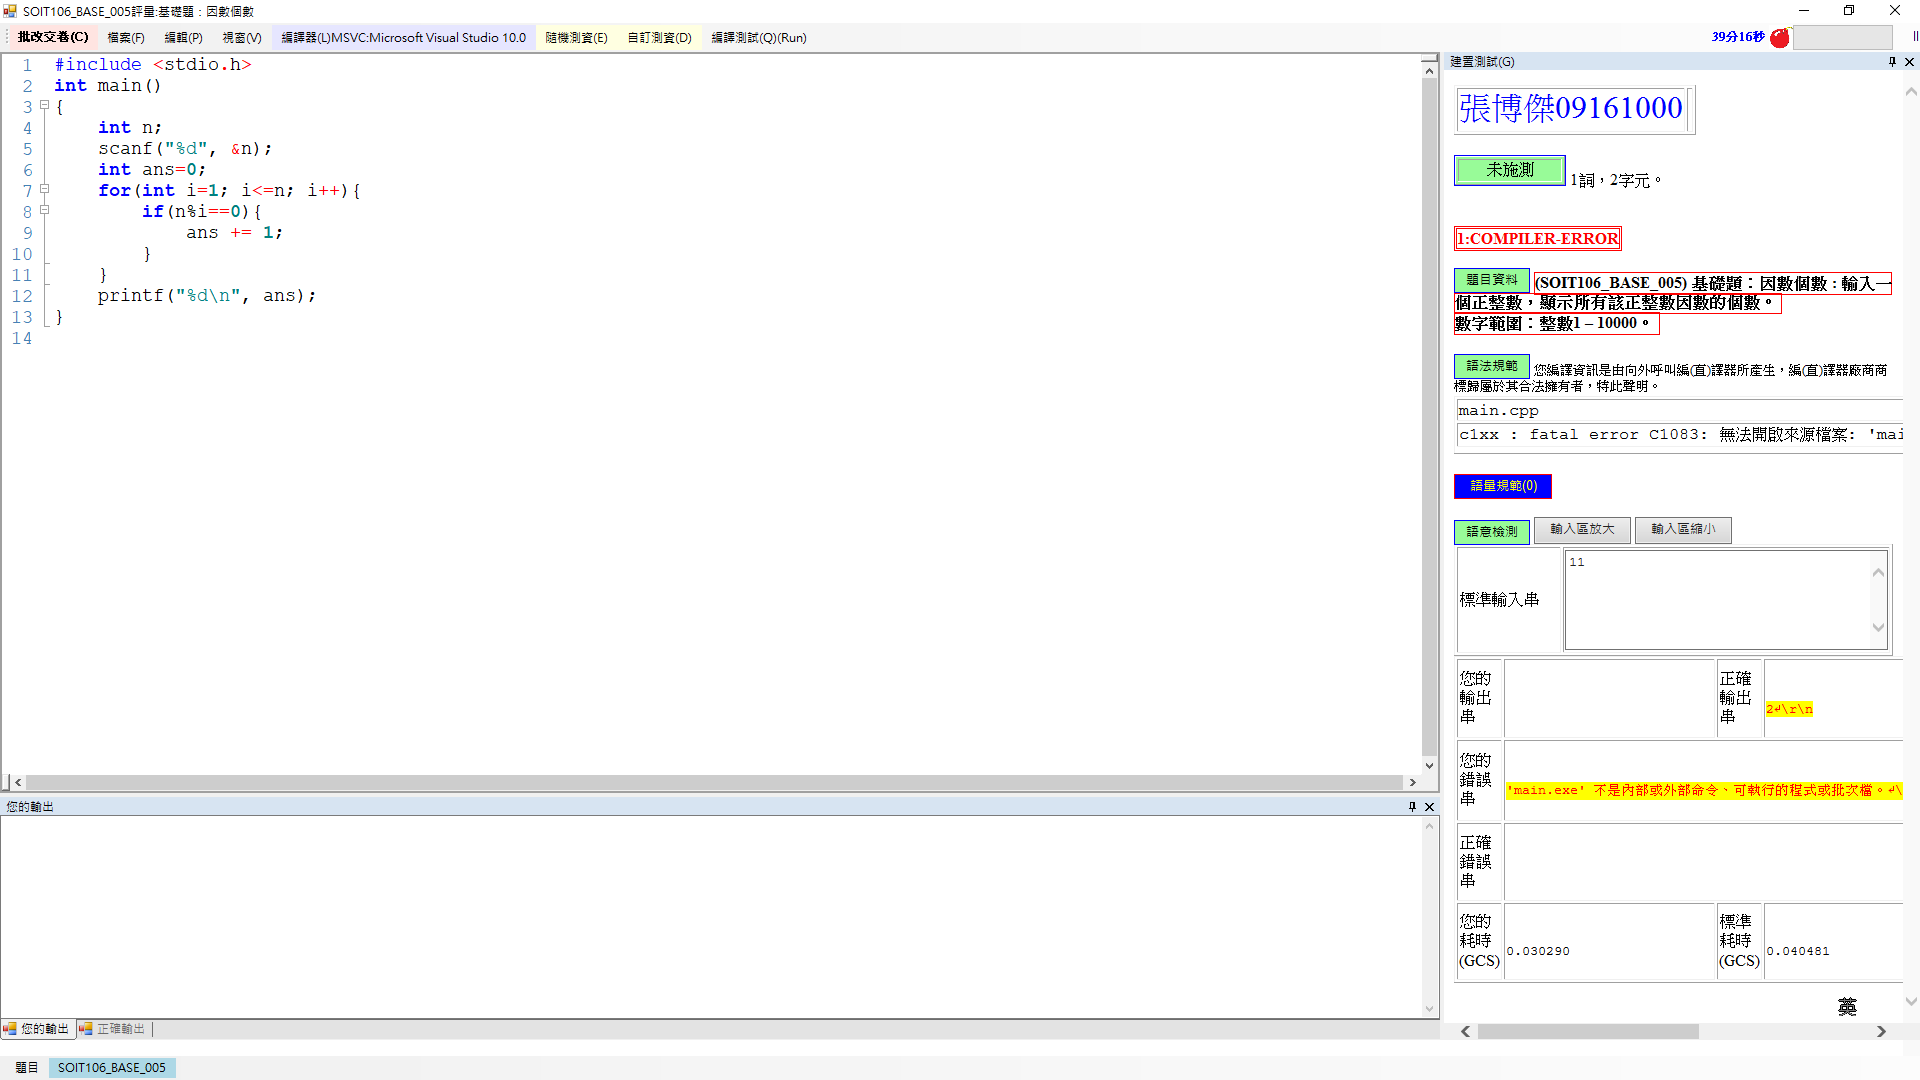 SOIT106_BASE_005評量:基礎題：因數個數
批改交卷(C) 檔案(F) 編輯(P) 視窗(V) 編譯器(L)MSVC:Microsoft Visual Studio 10.0 隨機測資(E) 自訂測資(D) 編譯測試(Q)(Run) 39分16秒
1 #include <stdio.h>
2 int main()
3 {
4     int n;
5     scanf("%d", &n);
6     int ans=0;
7     for(int i=1; i<=n; i++){
8         if(n%i==0){
9             ans += 1;
10         }
11     }
12     printf("%d\n", ans);
13 }
14
您的輸出
您的輸出 正確輸出
題目 SOIT106_BASE_005
建置測試(G)
張博傑09161000
未施測 1詞，2字元。
1:COMPILER-ERROR
題目資料 (SOIT106_BASE_005) 基礎題：因數個數 : 輸入一
個正整數，顯示所有該正整數因數的個數。
數字範圍：整數1 – 10000。
語法規範 您編譯資訊是由向外呼叫編(直)譯器所產生，編(直)譯器廠商商
標歸屬於其合法擁有者，特此聲明。
main.cpp
c1xx : fatal error C1083: 無法開啟來源檔案: 'mai
語量規範(0)
語意檢測 輸入區放大 輸入區縮小
標準輸入串 11
您的
輸出
串
正確
輸出
串
2↵\r\n
您的
錯誤
串
'main.exe' 不是內部或外部命令、可執行的程式或批次檔。↵\
正確
錯誤
串
您的
耗時
(GCS)
0.030290
標準
耗時
(GCS)
0.040481
英